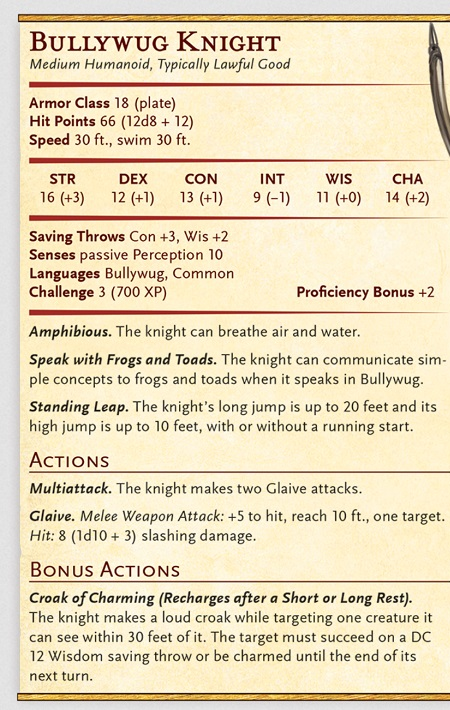 Bullywug Knight
Medium Humanoid, Typically Lawful Good
Armor Class 18 (plate)
Hit Points 66 (12d8 + 12)
Speed 30 ft., swim 30 ft.
STR DEX CON INT WIS CHA
16 (+3) 12 (+1) 13 (+1) 9 (−1) 11 (+0) 14 (+2)
Saving Throws Con +3, Wis +2
Senses passive Perception 10
Languages Bullywug, Common
Challenge 3 (700 XP) Proficiency Bonus +2
Amphibious. The knight can breathe air and water.
Speak with Frogs and Toads. The knight can communicate sim-
ple concepts to frogs and toads when it speaks in Bullywug.
Standing Leap. The knight's long jump is up to 20 feet and its
high jump is up to 10 feet, with or without a running start.
Actions
Multiattack. The knight makes two Glaive attacks.
Glaive. Melee Weapon Attack: +5 to hit, reach 10 ft., one target.
Hit: 8 (1d10 + 3) slashing damage.
Bonus Actions
Croak of Charming (Recharges after a Short or Long Rest).
The knight makes a loud croak while targeting one creature it
can see within 30 feet of it. The target must succeed on a DC
12 Wisdom saving throw or be charmed until the end of its
next turn.